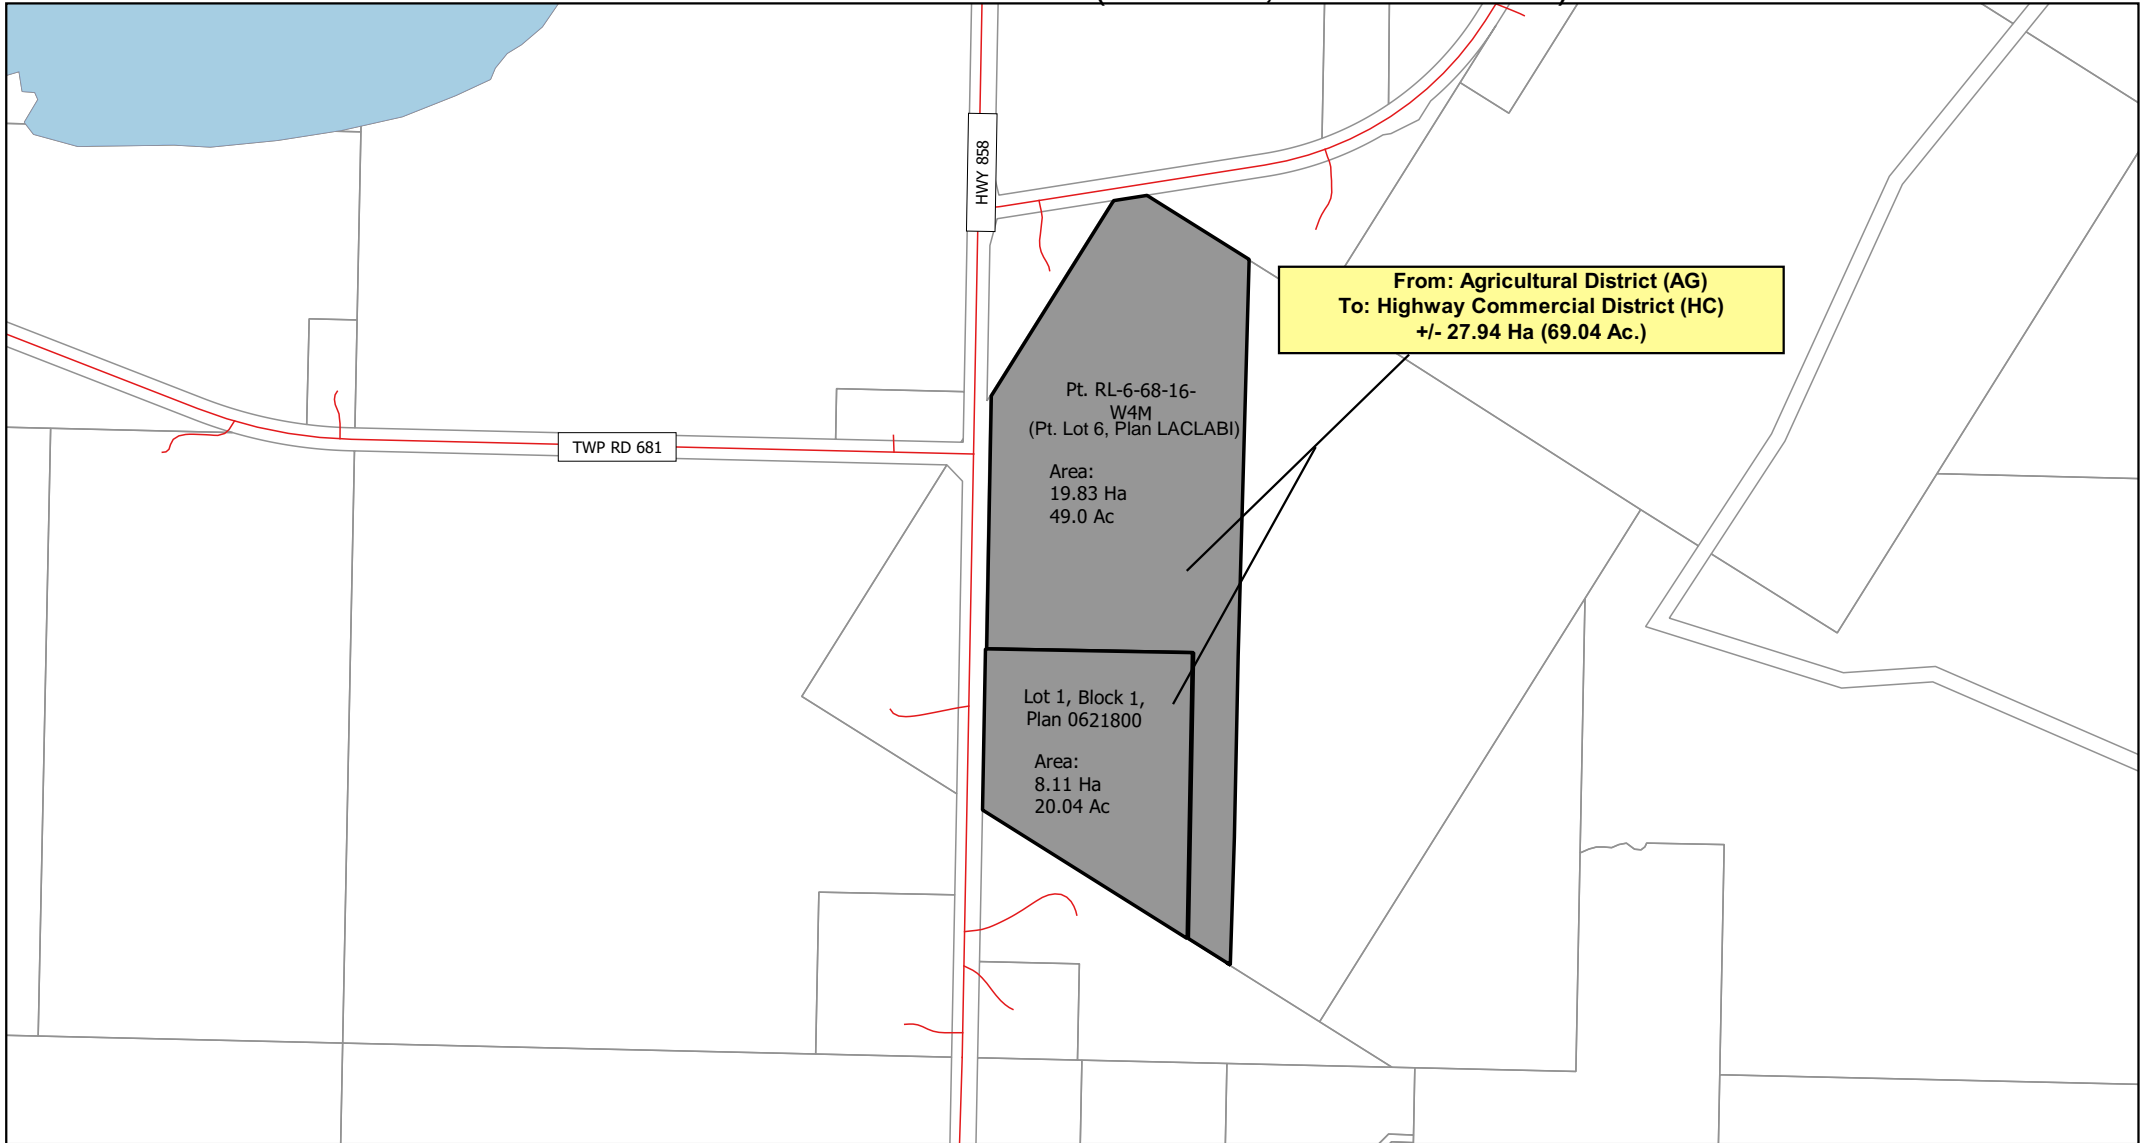 HWY 858
From: Agricultural District (AG)
To: Highway Commercial District (HC)
+/- 27.94 Ha (69.04 Ac.)
Pt. RL-6-68-16-
W4M
(Pt. Lot 6, Plan LACLABI)
TWP RD 681
Area:
19.83 Ha
49.0 Ac
Lot 1, Block 1,
Plan 0621800
Area:
8.11 Ha
20.04 Ac